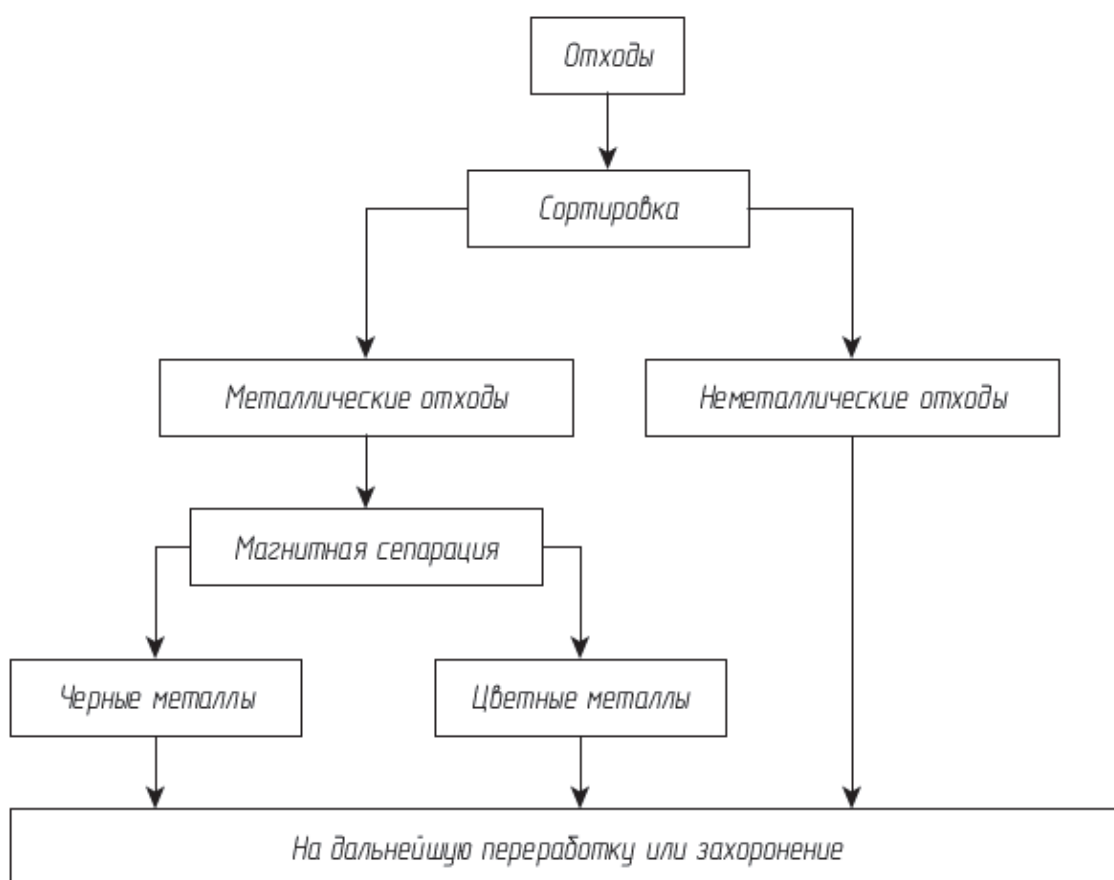 Отходы
Сортировка
Металлические отходы
Неметаллические отходы
Магнитная сепарация
Черные металлы
Цветные металлы
На дальнейшую переработку или захоронение